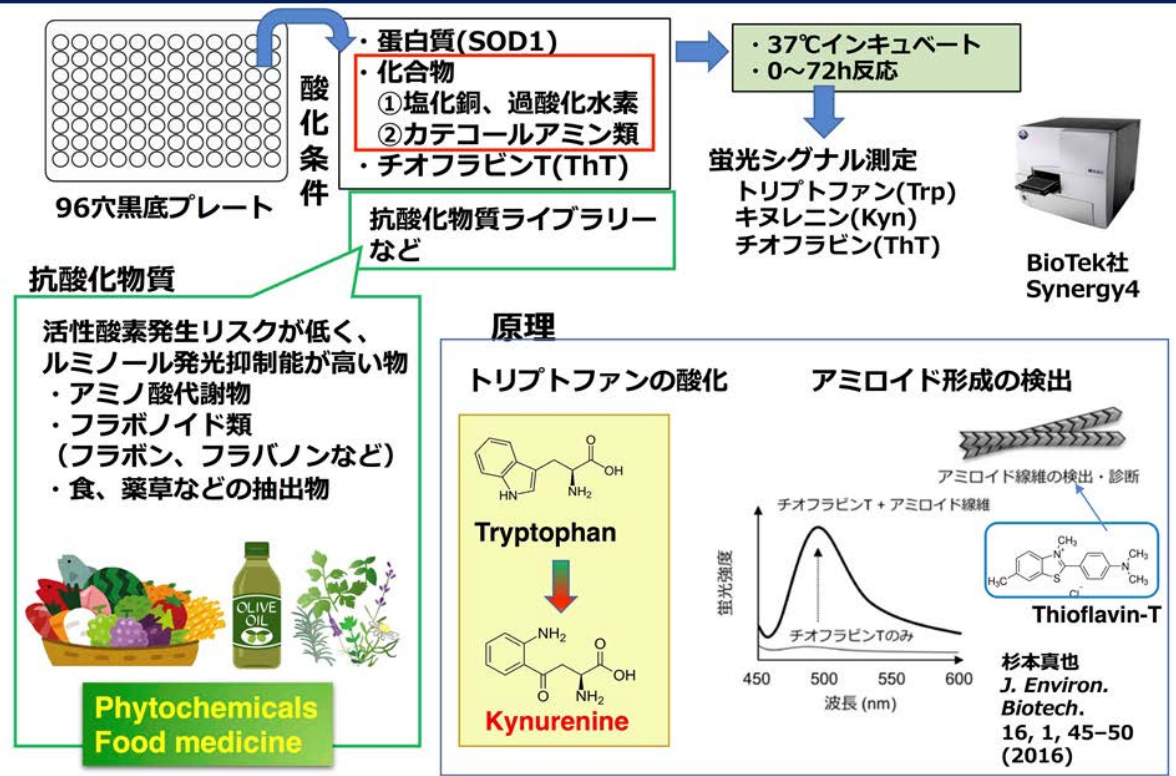 96穴黒底プレート
酸化条件
・蛋白質(SOD1)
・化合物
①塩化銅、過酸化水素
②カテコールアミン類
・チオフラビンT(ThT)
抗酸化物質ライブラリー
など
・37℃インキュベート
・0～72h反応
蛍光シグナル測定
トリプトファン(Trp)
キヌレニン(Kyn)
チオフラビン(ThT)
BioTek社
Synergy4
抗酸化物質
活性酸素発生リスクが低く、
ルミノール発光抑制能が高い物
・アミノ酸代謝物
・フラボノイド類
（フラボン、フラバノンなど）
・食、薬草などの抽出物
OLIVE
OIL
Phytochemicals
Food medicine
原理
トリプトファンの酸化
O
OH
NH2
HN
Tryptophan
NH2
O
OH
O
NH2
Kynurenine
アミロイド形成の検出
アミロイド線維の検出・診断
チオフラビンT + アミロイド線維
蛍光強度
チオフラビンTのみ
450
500
550
600
波長 (nm)
CH3
N+
CH3
N
CH3
H3C
S
Cl-
Thioflavin-T
杉本真也
J. Environ.
Biotech.
16, 1, 45–50
(2016)